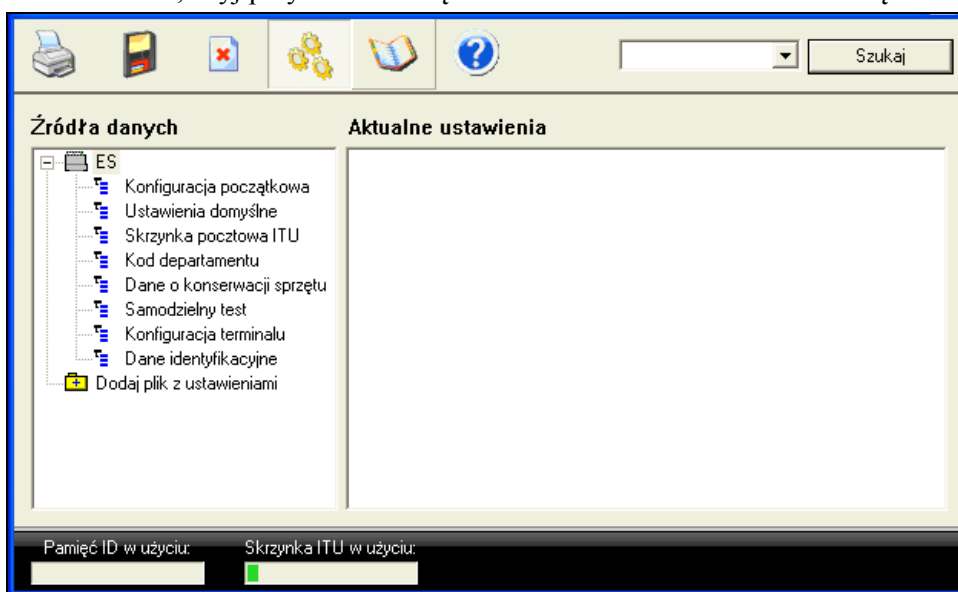 Szukaj
Źródła danych
Aktualne ustawienia
ES
Konfiguracja początkowa
Ustawienia domyślne
Skrzynka pocztowa ITU
Kod departamentu
Dane o konserwacji sprzętu
Samodzielny test
Konfiguracja terminalu
Dane identyfikacyjne
Dodaj plik z ustawieniami
Pamięć ID w użyciu:
Skrzynka ITU w użyciu: